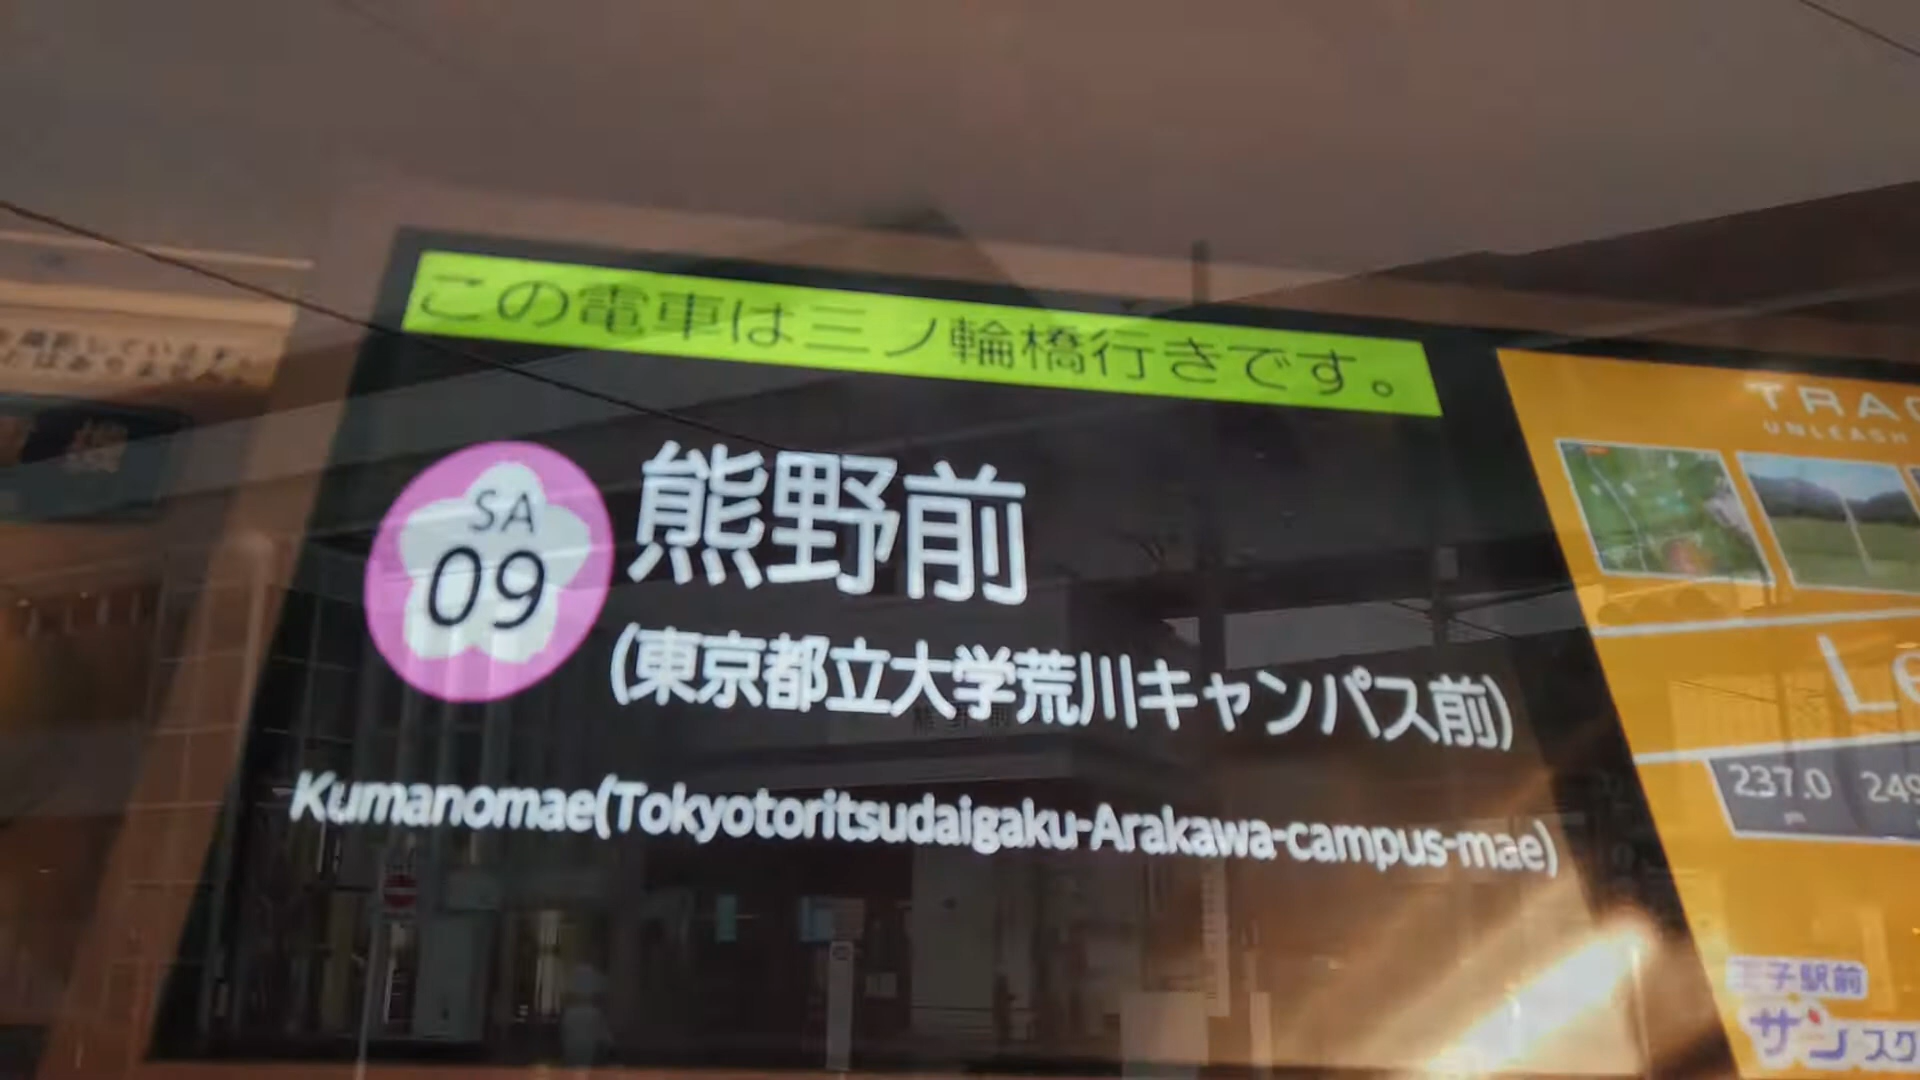 この電車は三ノ輪橋行きです。
SA
09
熊野前
(東京都立大学荒川キャンパス前)
Kumanomae(Tokyotoritsudaigaku-Arakawa-campus-mae)
UNLEASH
237.0
王子駅前
サン